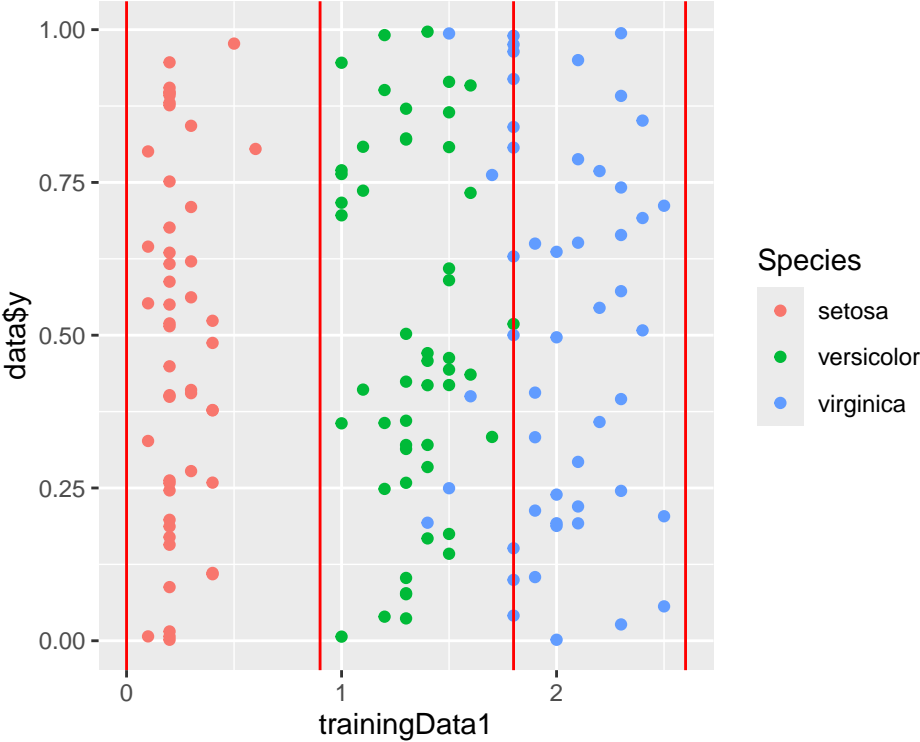 1.00
0.75
0.50
0.25
0.00
data$y
0
1
2
trainingData1
Species
setosa
versicolor
virginica